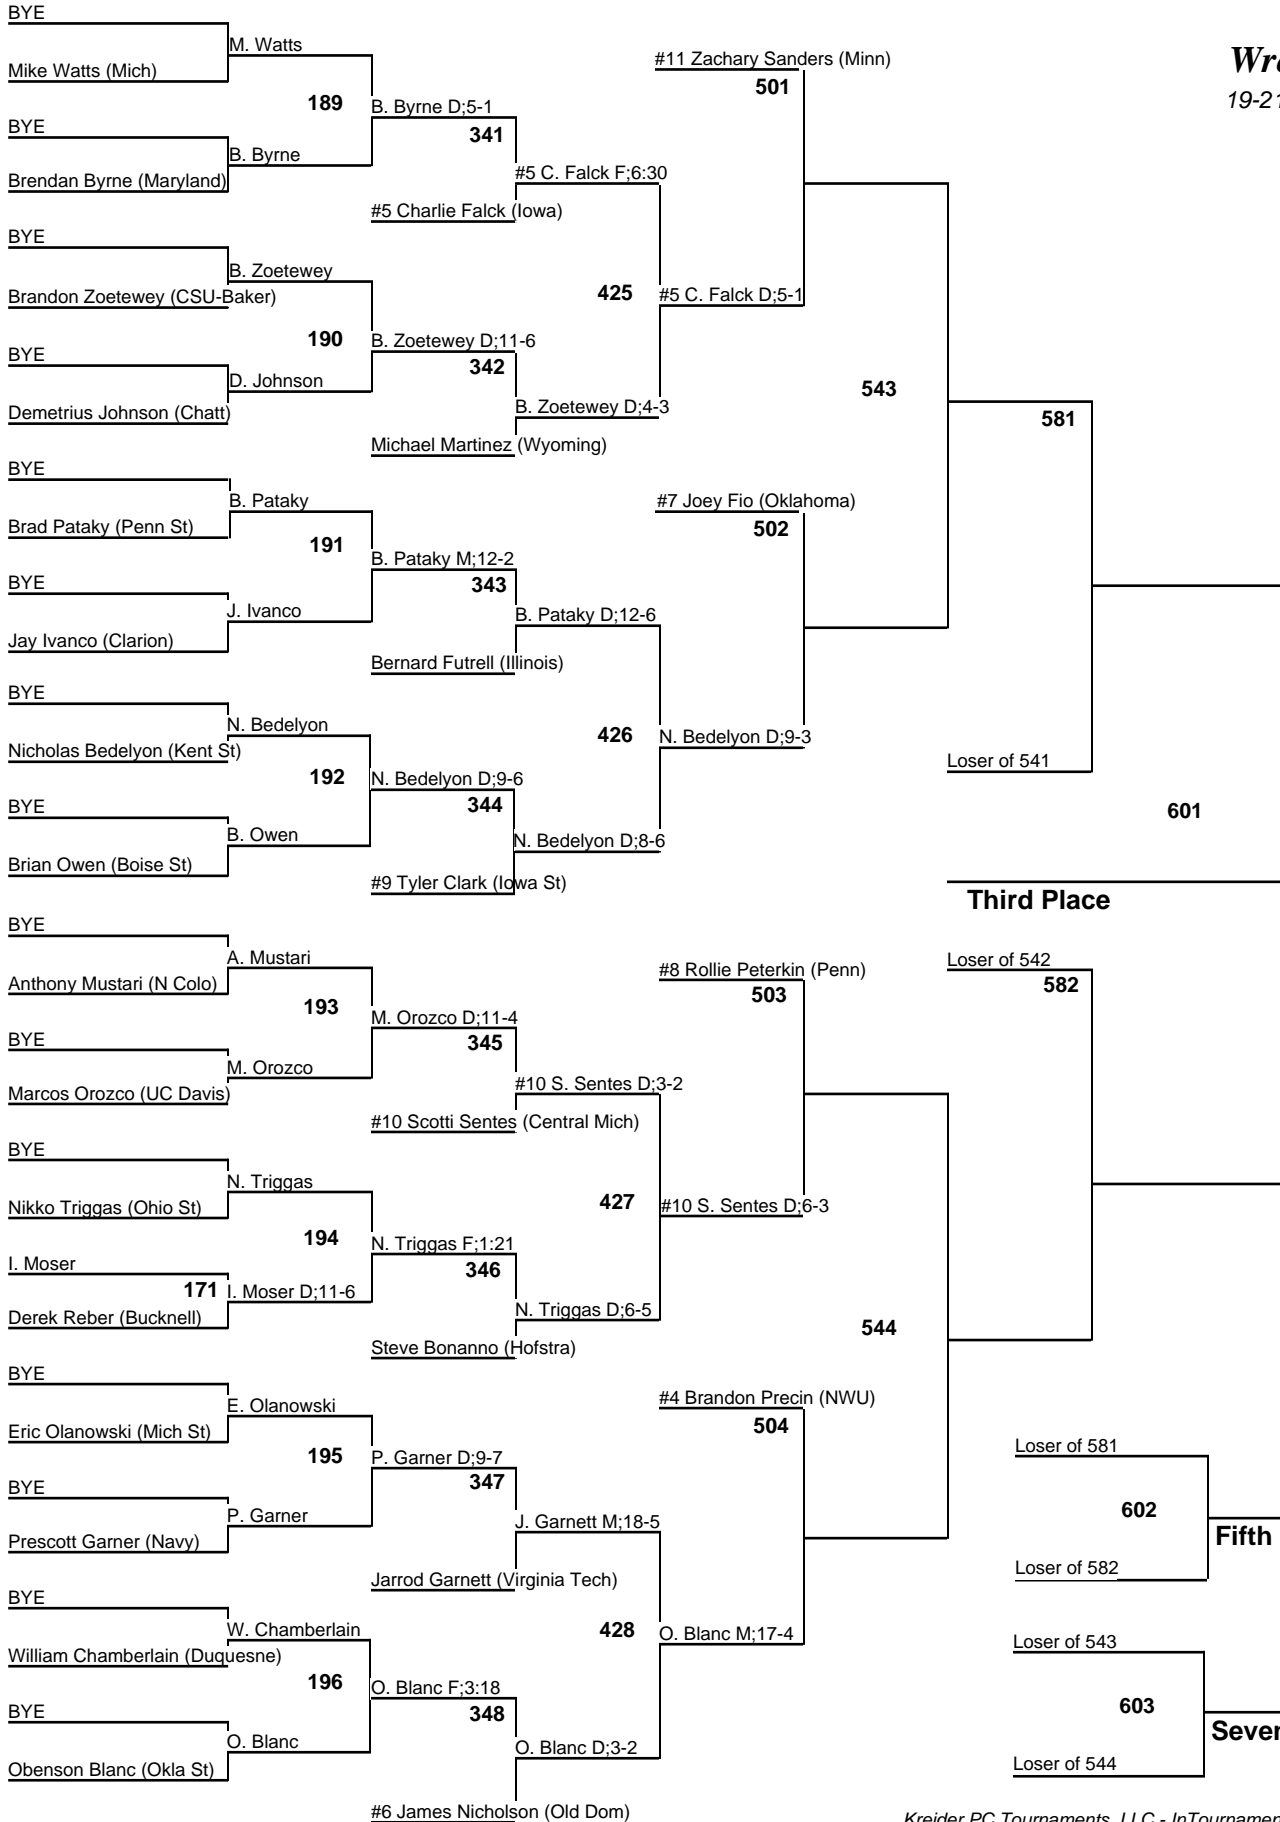 BYE
M. Watts
Mike Watts (Mich)
189
B. Byrne D;5-1
BYE
341
B. Byrne
Brendan Byrne (Maryland)
#5 C. Falck F;6:30
#5 Charlie Falck (Iowa)
#11 Zachary Sanders (Minn)
501
19-21
BYE
B. Zoetewey
Brandon Zoetewey (CSU-Baker)
425
#5 C. Falck D;5-1
190
B. Zoetewey D;11-6
BYE
342
D. Johnson
Demetrius Johnson (Chatt)
B. Zoetewey D;4-3
Michael Martinez (Wyoming)
543
581
BYE
B. Pataky
Brad Pataky (Penn St)
#7 Joey Fio (Oklahoma)
502
191
B. Pataky M;12-2
BYE
343
J. Ivanco
Jay Ivanco (Clarion)
B. Pataky D;12-6
Bernard Futrell (Illinois)
BYE
N. Bedelyon
Nicholas Bedelyon (Kent St)
426
N. Bedelyon D;9-3
Loser of 541
192
N. Bedelyon D;9-6
BYE
344
601
B. Owen
Brian Owen (Boise St)
N. Bedelyon D;8-6
#9 Tyler Clark (Iowa St)
Third Place
BYE
A. Mustari
Anthony Mustari (N Colo)
#8 Rollie Peterkin (Penn)
503
Loser of 542
582
193
M. Orozco D;11-4
BYE
345
M. Orozco
Marcos Orozco (UC Davis)
#10 S. Sentes D;3-2
#10 Scotti Sentes (Central Mich)
BYE
N. Triggas
Nikko Triggas (Ohio St)
427
#10 S. Sentes D;6-3
194
N. Triggas F;1:21
I. Moser
346
171
I. Moser D;11-6
Derek Reber (Bucknell)
N. Triggas D;6-5
Steve Bonanno (Hofstra)
544
BYE
E. Olanowski
Eric Olanowski (Mich St)
#4 Brandon Precin (NWU)
504
195
P. Garner D;9-7
BYE
347
P. Garner
Prescott Garner (Navy)
J. Garnett M;18-5
Jarrod Garnett (Virginia Tech)
Loser of 581
602
Fifth
Loser of 582
BYE
W. Chamberlain
William Chamberlain (Duquesne)
428
O. Blanc M;17-4
196
O. Blanc F;3:18
BYE
348
O. Blanc
Obenson Blanc (Okla St)
O. Blanc D;3-2
#6 James Nicholson (Old Dom)
Loser of 543
603
Loser of 544
Kreider PC Tournaments, LLC -